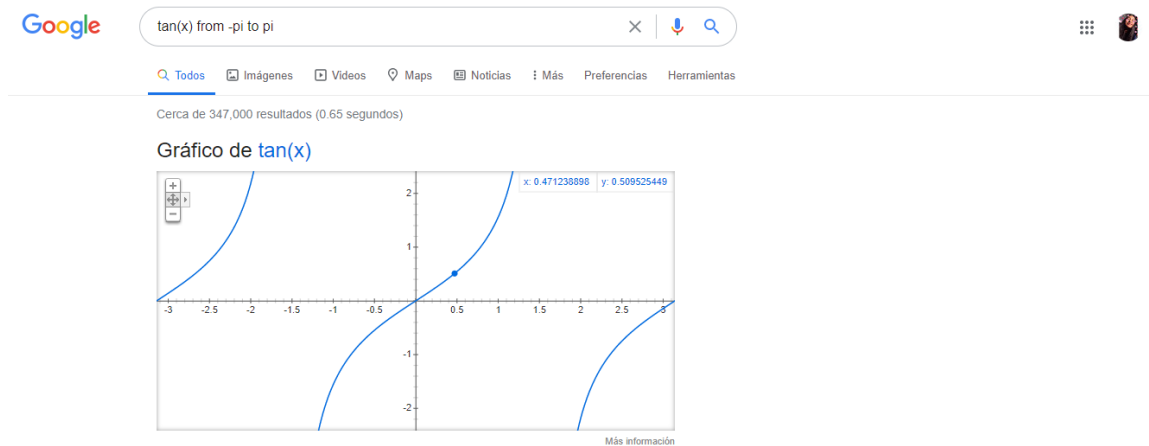 Google
tan(x) from -pi to pi
Todos Imágenes Videos Maps Noticias Más Preferencias Herramientas
Cerca de 347,000 resultados (0.65 segundos)
Gráfico de tan(x)
x: 0.471238898 y: 0.509525449
2
1
-3 -2.5 -2 -1.5 -1 -0.5 0.5 1 1.5 2 2.5 3
-1
-2
Más información